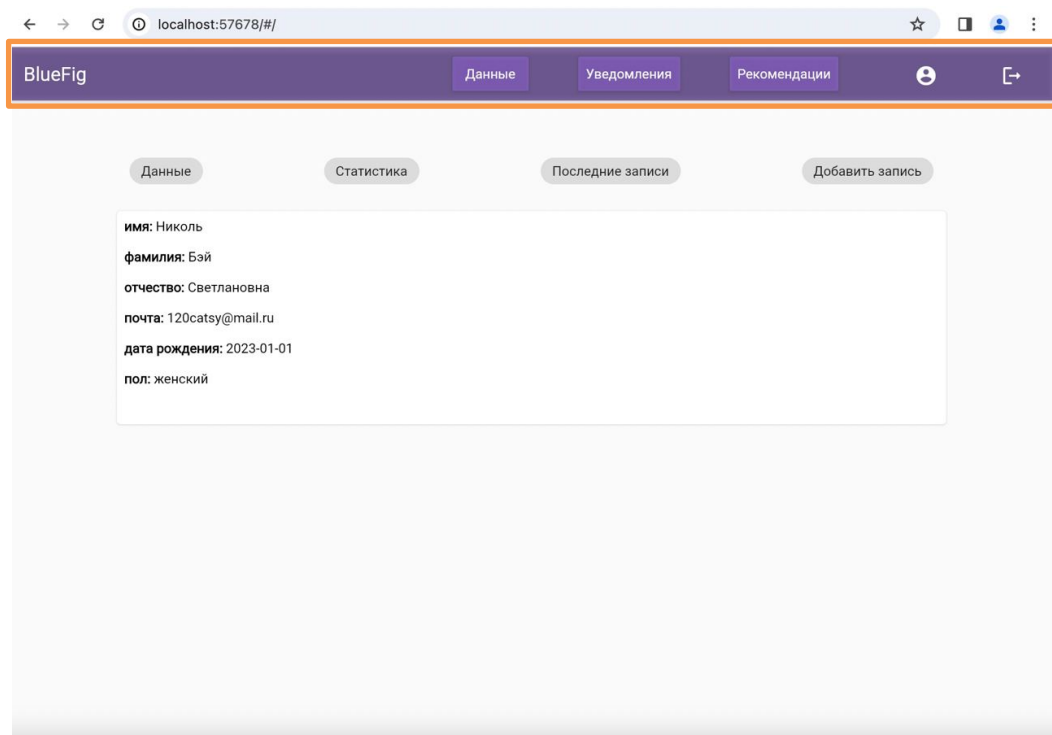 localhost:57678/#/
BlueFig Данные Уведомления Рекомендации
Данные Статистика Последние записи Добавить запись
имя: Николь
фамилия: Бэй
отчество: Светлановна
почта: 120catsy@mail.ru
дата рождения: 2023-01-01
пол: женский